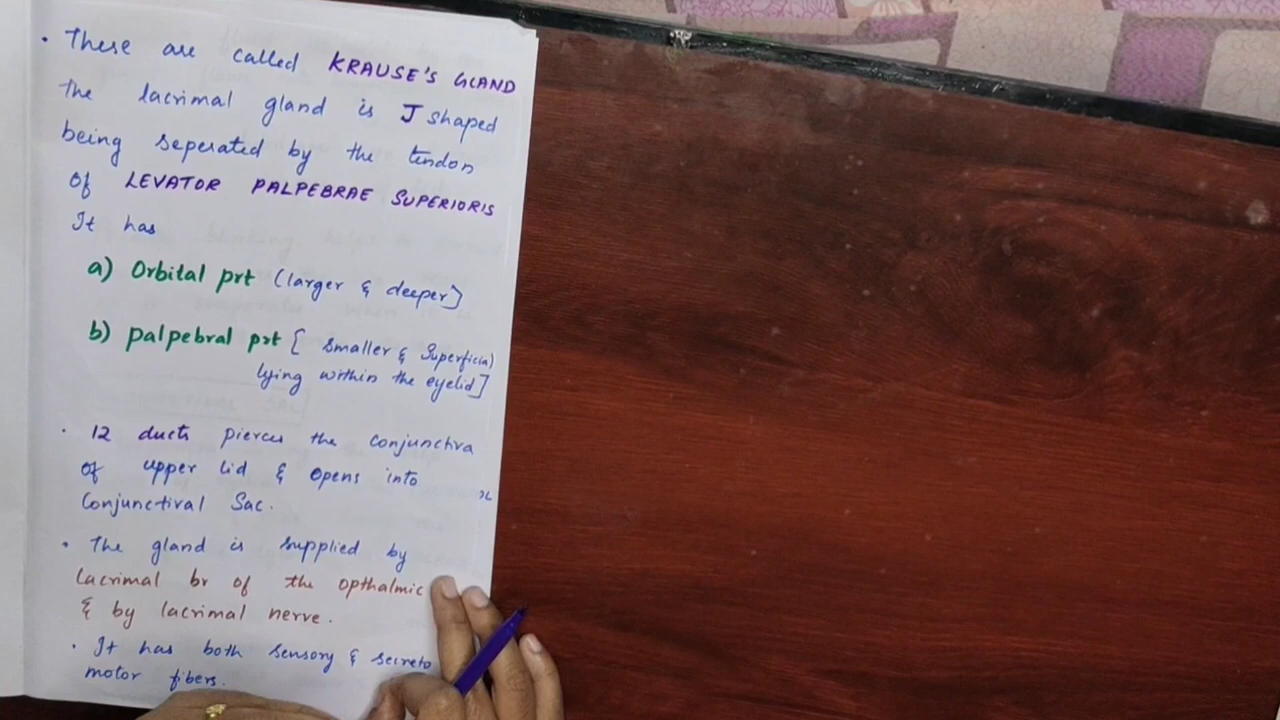 • These are called KRAUSE'S GLAND
the lacrimal gland is J shaped
being seperated by the tendon
of LEVATOR PALPEBRAE SUPERIORIS
It has
a) Orbital prt (larger & deeper]
b) palpebral prt [ smaller & Superficial
lying within the eyelid]
• 12 ducts pierces the conjunctiva
of upper lid & opens into
Conjunctival Sac.
• The gland is supplied by
lacrimal br of the opthalmic
& by lacrimal nerve.
• It has both sensory & secreto
motor fibers.